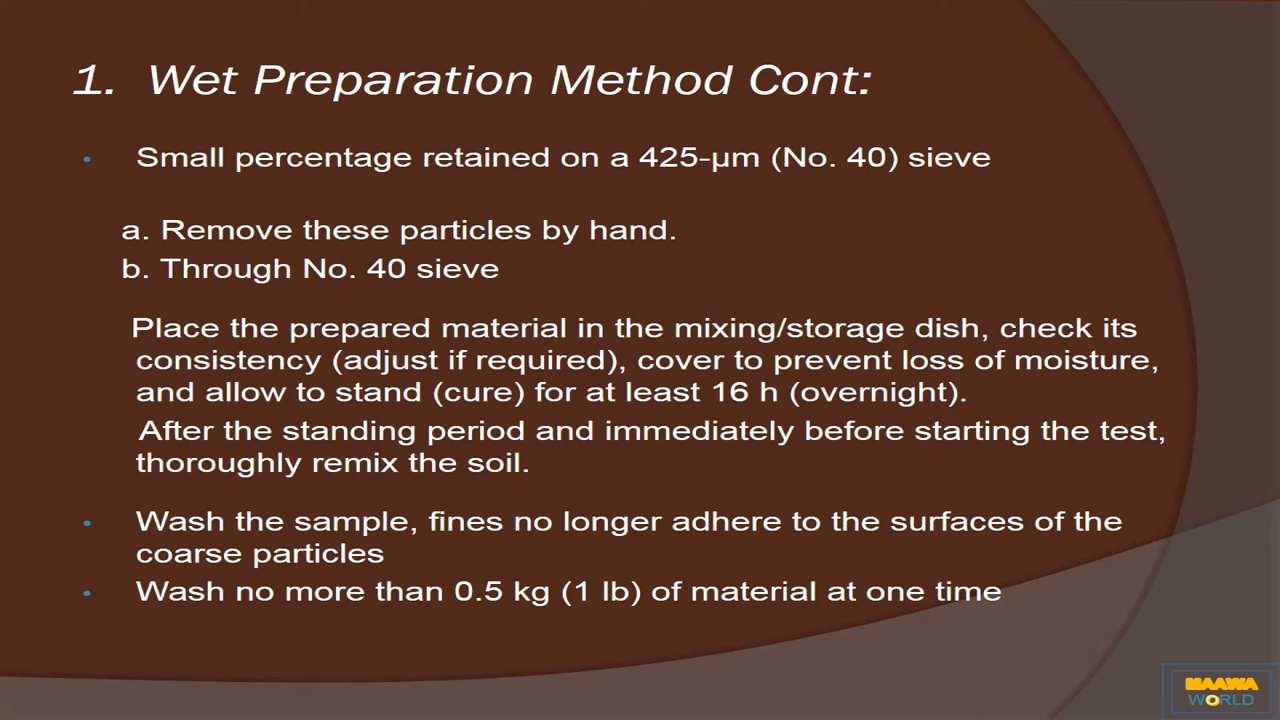 1. Wet Preparation Method Cont:
• Small percentage retained on a 425-µm (No. 40) sieve
a. Remove these particles by hand.
b. Through No. 40 sieve
Place the prepared material in the mixing/storage dish, check its
consistency (adjust if required), cover to prevent loss of moisture,
and allow to stand (cure) for at least 16 h (overnight).
After the standing period and immediately before starting the test,
thoroughly remix the soil.
• Wash the sample, fines no longer adhere to the surfaces of the
coarse particles
• Wash no more than 0.5 kg (1 lb) of material at one time
MAAWA
WORLD